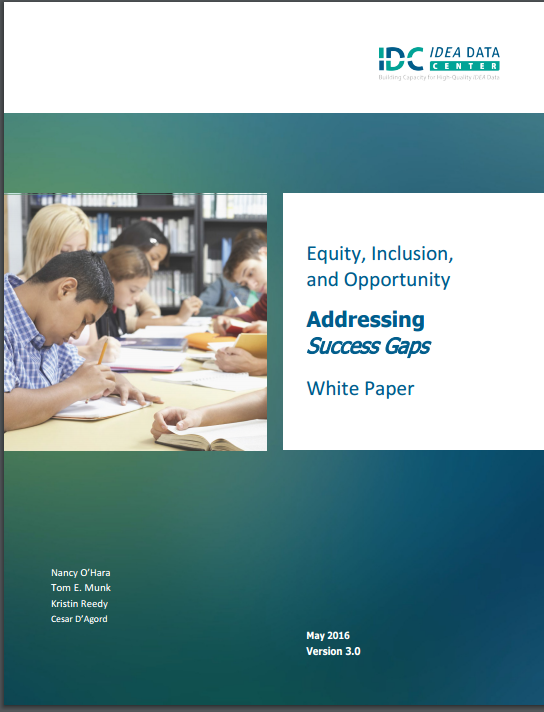 IDC IDEA DATA
CENTER
Building Capacity for High-Quality IDEA Data
Equity, Inclusion,
and Opportunity
Addressing
Success Gaps
White Paper
Nancy O'Hara
Tom E. Munk
Kristin Reedy
Cesar D'Agord
May 2016
Version 3.0